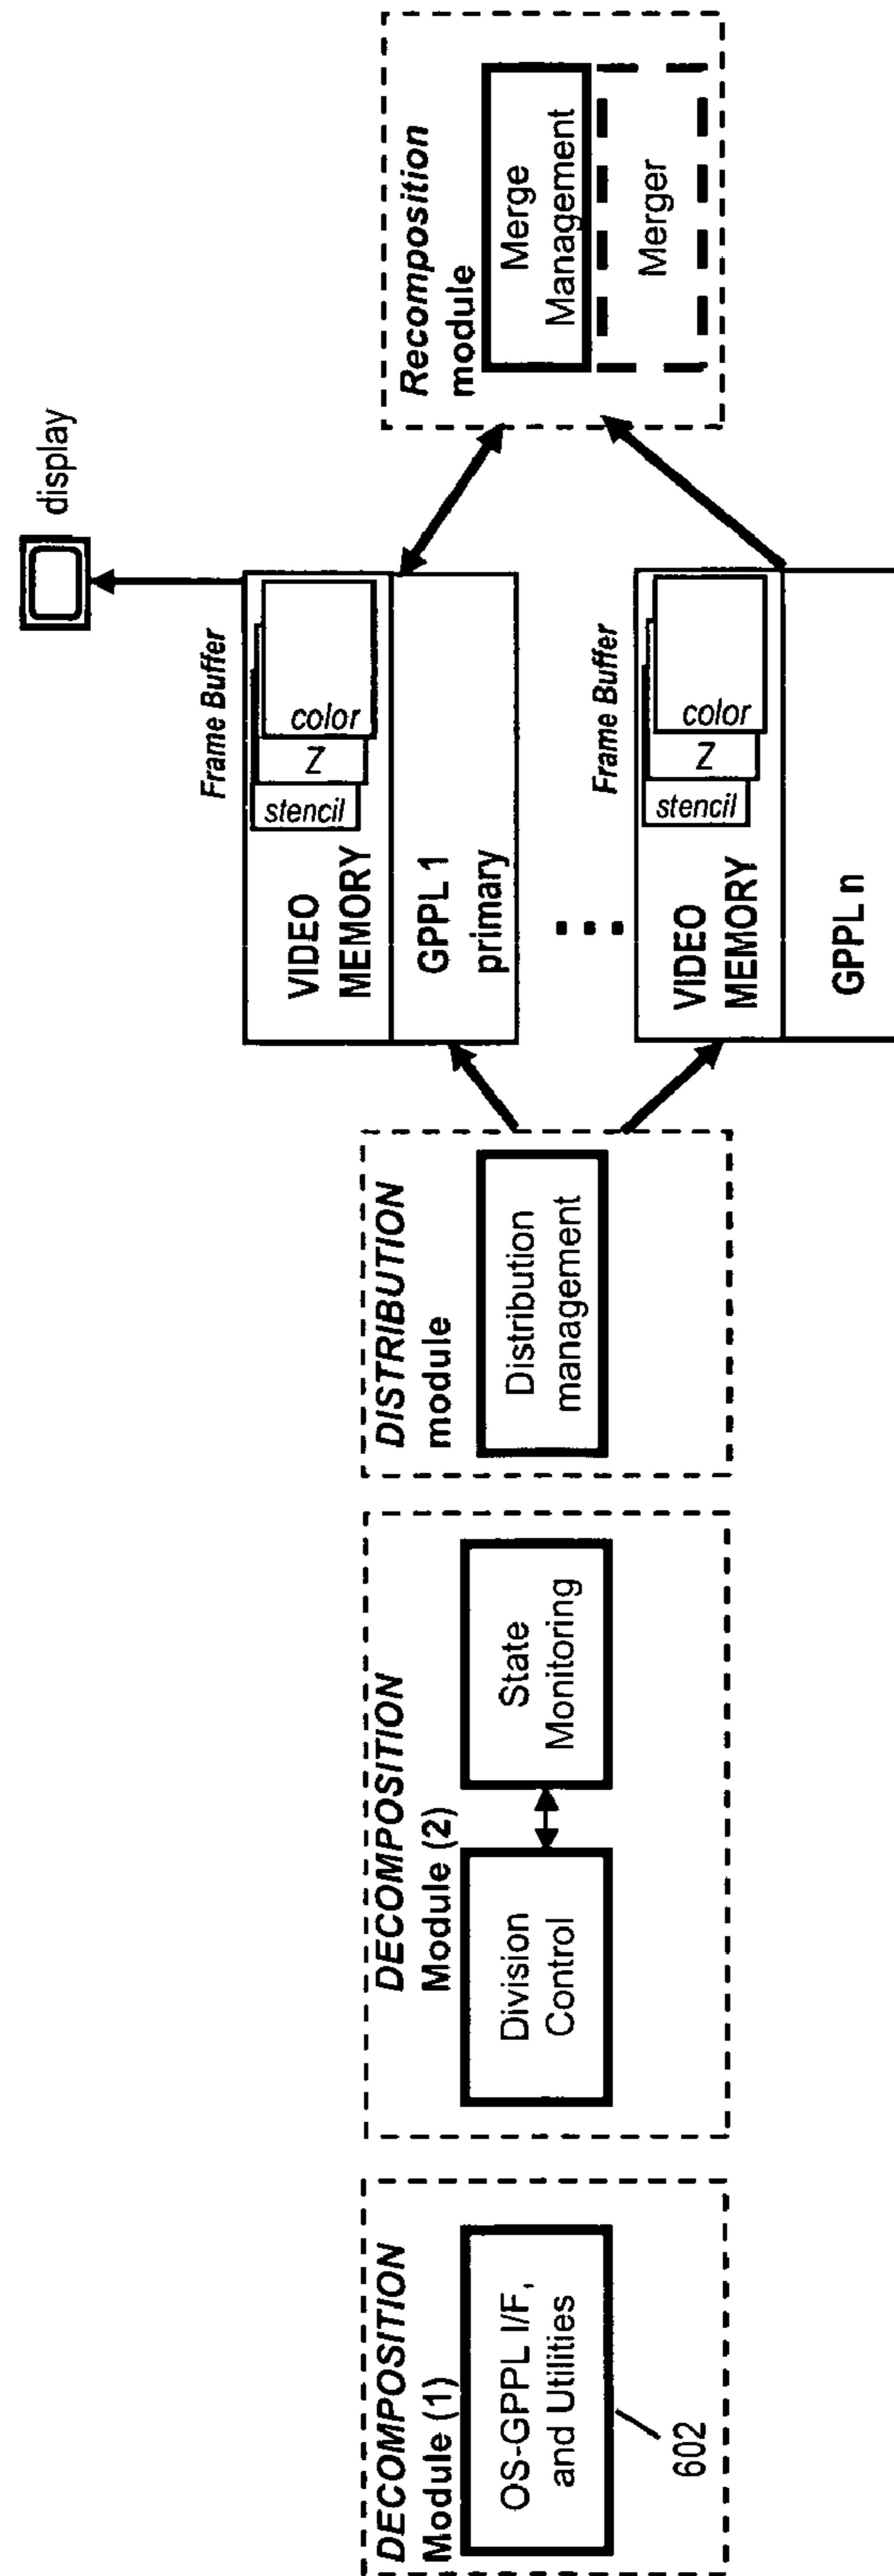 DECOMPOSITION
Module (1)
OS-GPPL I/F,
and Utilities
602
DECOMPOSITION
Module (2)
Division
Control
State
Monitoring
DISTRIBUTION
module
Distribution
management
display
Frame Buffer
stencil
Z
color
VIDEO
MEMORY
GPPL 1
primary
...
Frame Buffer
stencil
Z
color
VIDEO
MEMORY
GPPL n
Recomposition
module
Merge
Management
Merger